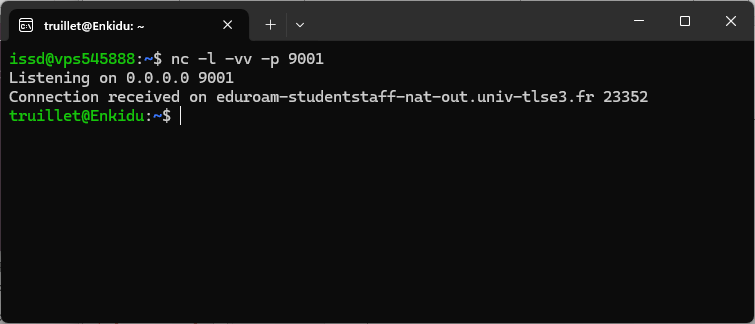 truillet@Enkidu: ~
issd@vps545888:~$ nc -l -vv -p 9001
Listening on 0.0.0.0 9001
Connection received on eduroam-studentstaff-nat-out.univ-tlse3.fr 23352
truillet@Enkidu:~$